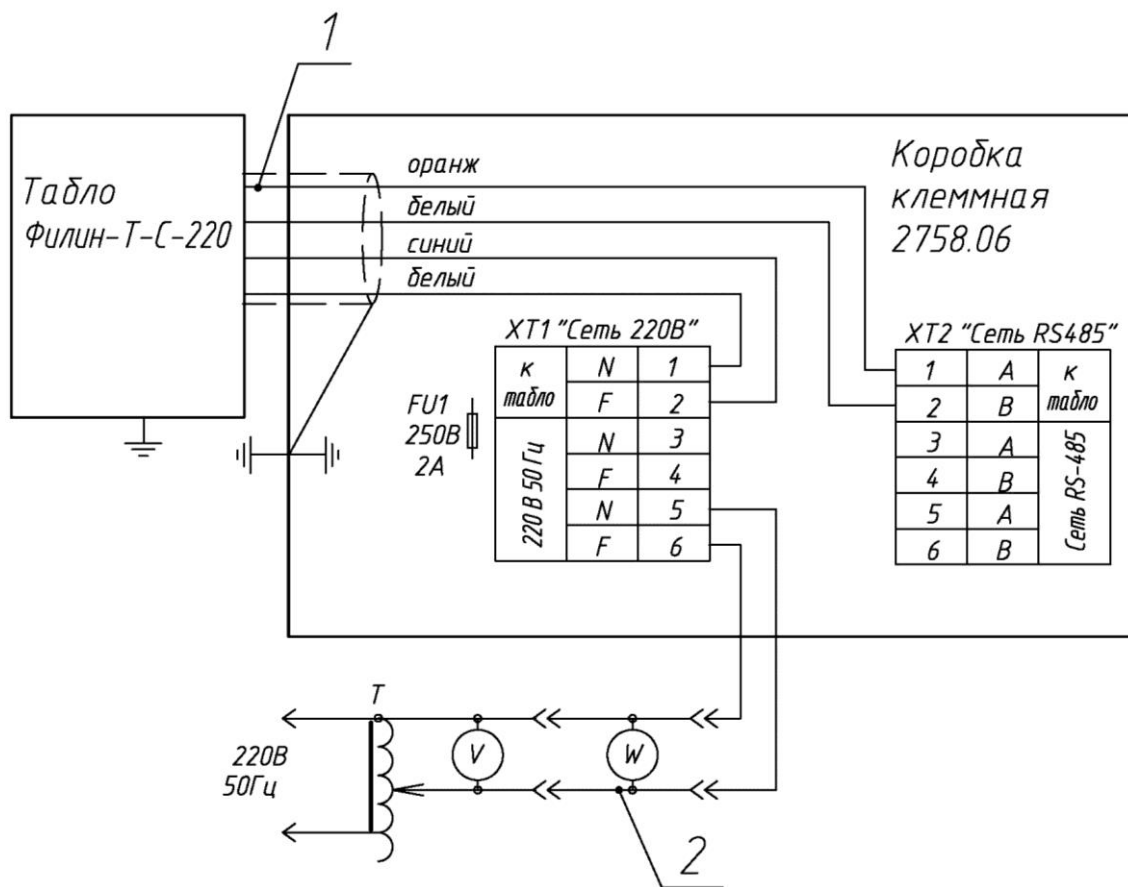 1
Табло
Филин-Т-С-220
оранж
белый
синий
белый
Коробка
клеммная
2758.06
XT1 "Сеть 220В"
к табло N 1
F 2
220 В 50 Гц N 3
F 4
N 5
F 6
FU1
250В
2А
XT2 "Сеть RS485"
1 A к табло
2 B
3 A Сеть RS-485
4 B
5 A
6 B
T
220В
50Гц
V
W
2